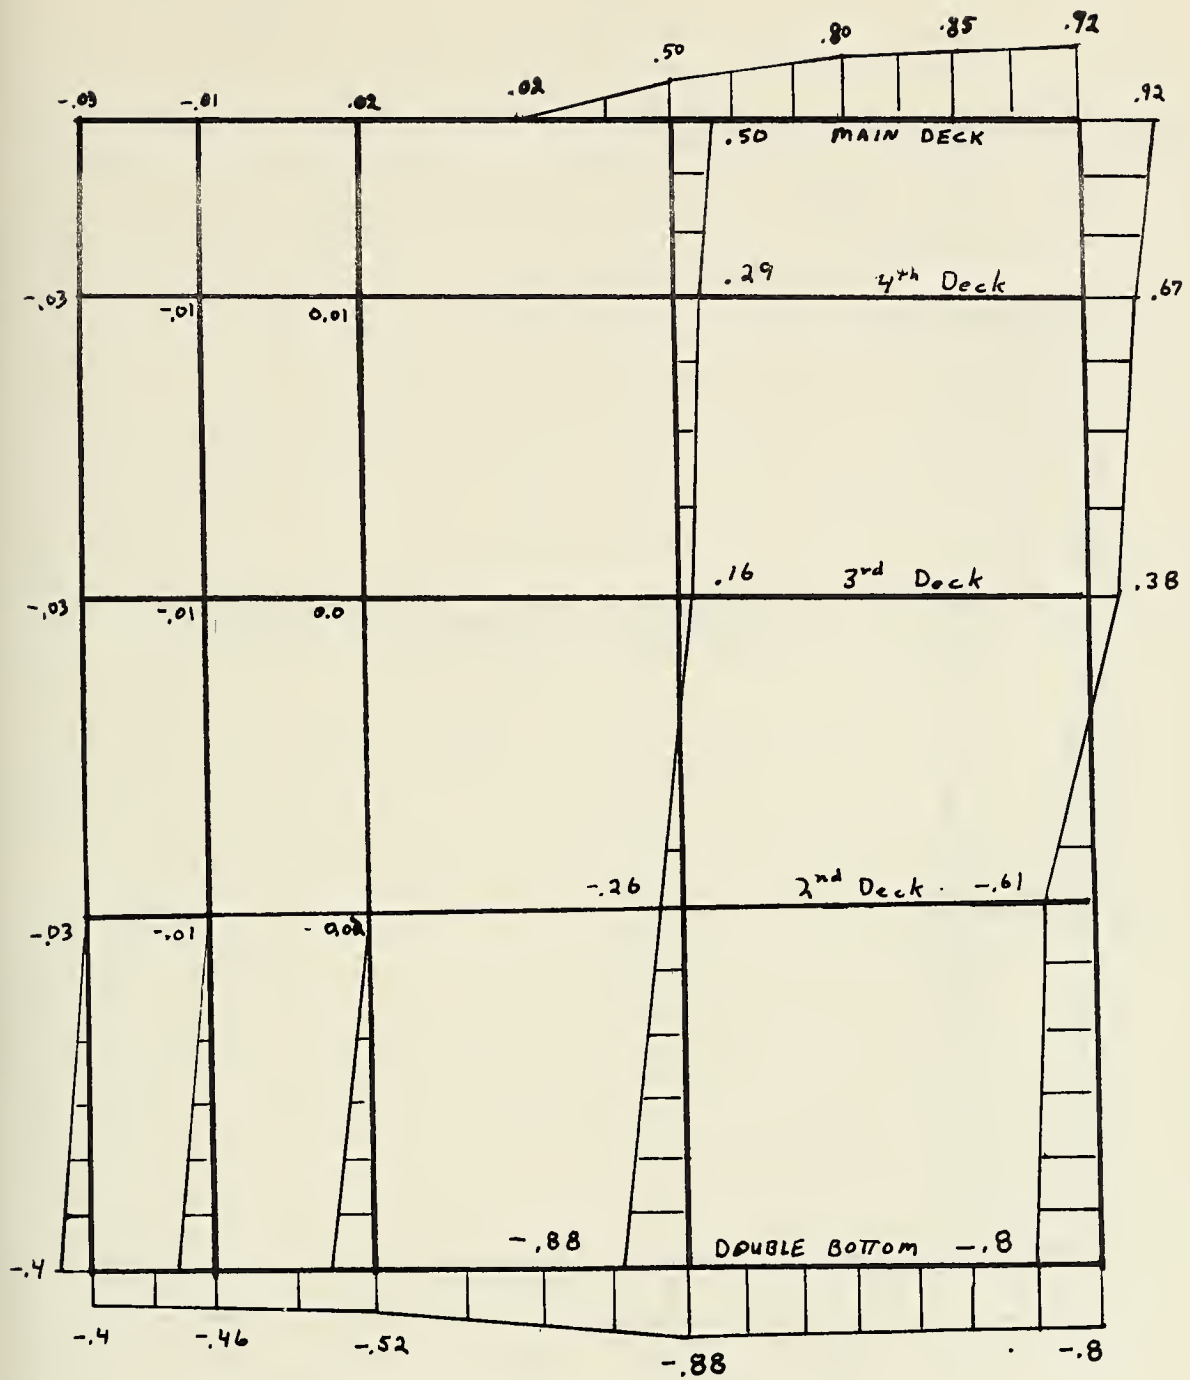 -.03 -.01 .02 .02 .50 .80 .85 .92
.92
.50 MAIN DECK
.29 4th Deck
-.03 -.01 0.01 .67
.16 3rd Deck .38
-.03 -.01 0.0
-.26 2nd Deck -.61
-.03 -.01 -0.02
-.88 DOUBLE BOTTOM -.8
-.4
-.4 -.46 -.52 -.88 -.8